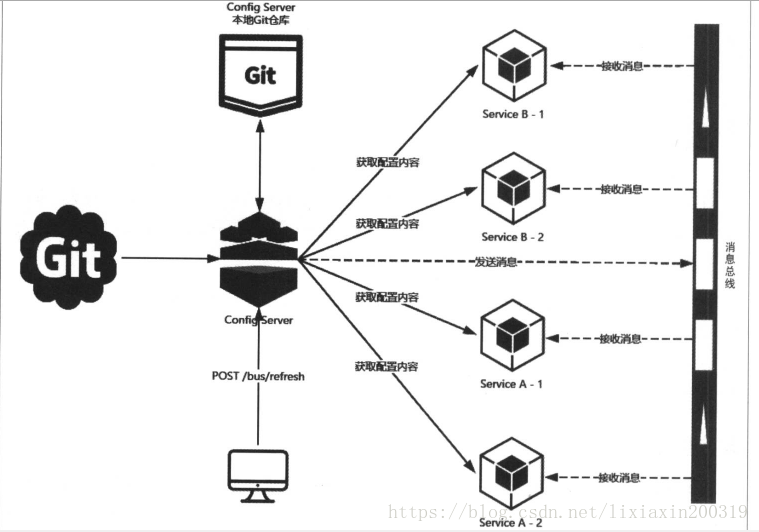 Config Server
本地Git仓库
Git
Service B - 1
接收消息
获取配置内容
Service B - 2
接收消息
获取配置内容
Git
发送消息
消息总线
Config Server
获取配置内容
Service A - 1
接收消息
POST /bus/refresh
获取配置内容
接收消息
Service A - 2
https://blog.csdn.net/lixiaxin200319